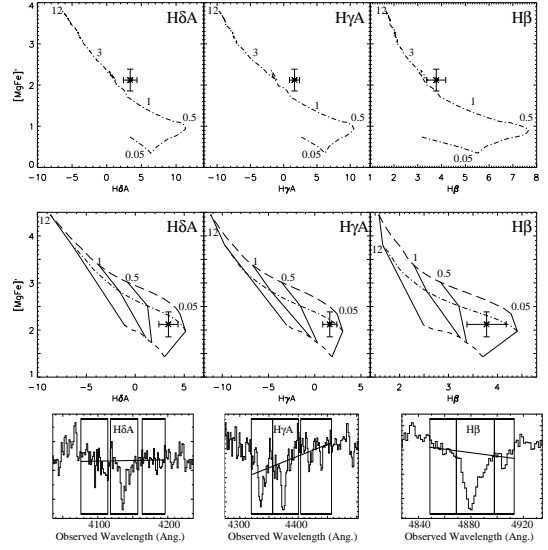 HδA HγA Hβ
12 12 12
3 3 3
1 1 1
0.5 0.5 0.5
0.05 0.05 0.05
[MgFe]'
4 3 2 1 0
-10 -5 0 5 10 -10 -5 0 5 10 1 2 3 4 5 6 7 8
HδA HγA Hβ
HδA HγA Hβ
12 12 12
1 1 1
0.5 0.5 0.5
0.05 0.05 0.05
[MgFe]'
4 3 2 1
-10 -5 0 5 -10 -5 0 5 2 3 4
HδA HγA Hβ
HδA HγA Hβ
4100 4200 4300 4400 4840 4880 4920
Observed Wavelength (Ang.) Observed Wavelength (Ang.) Observed Wavelength (Ang.)